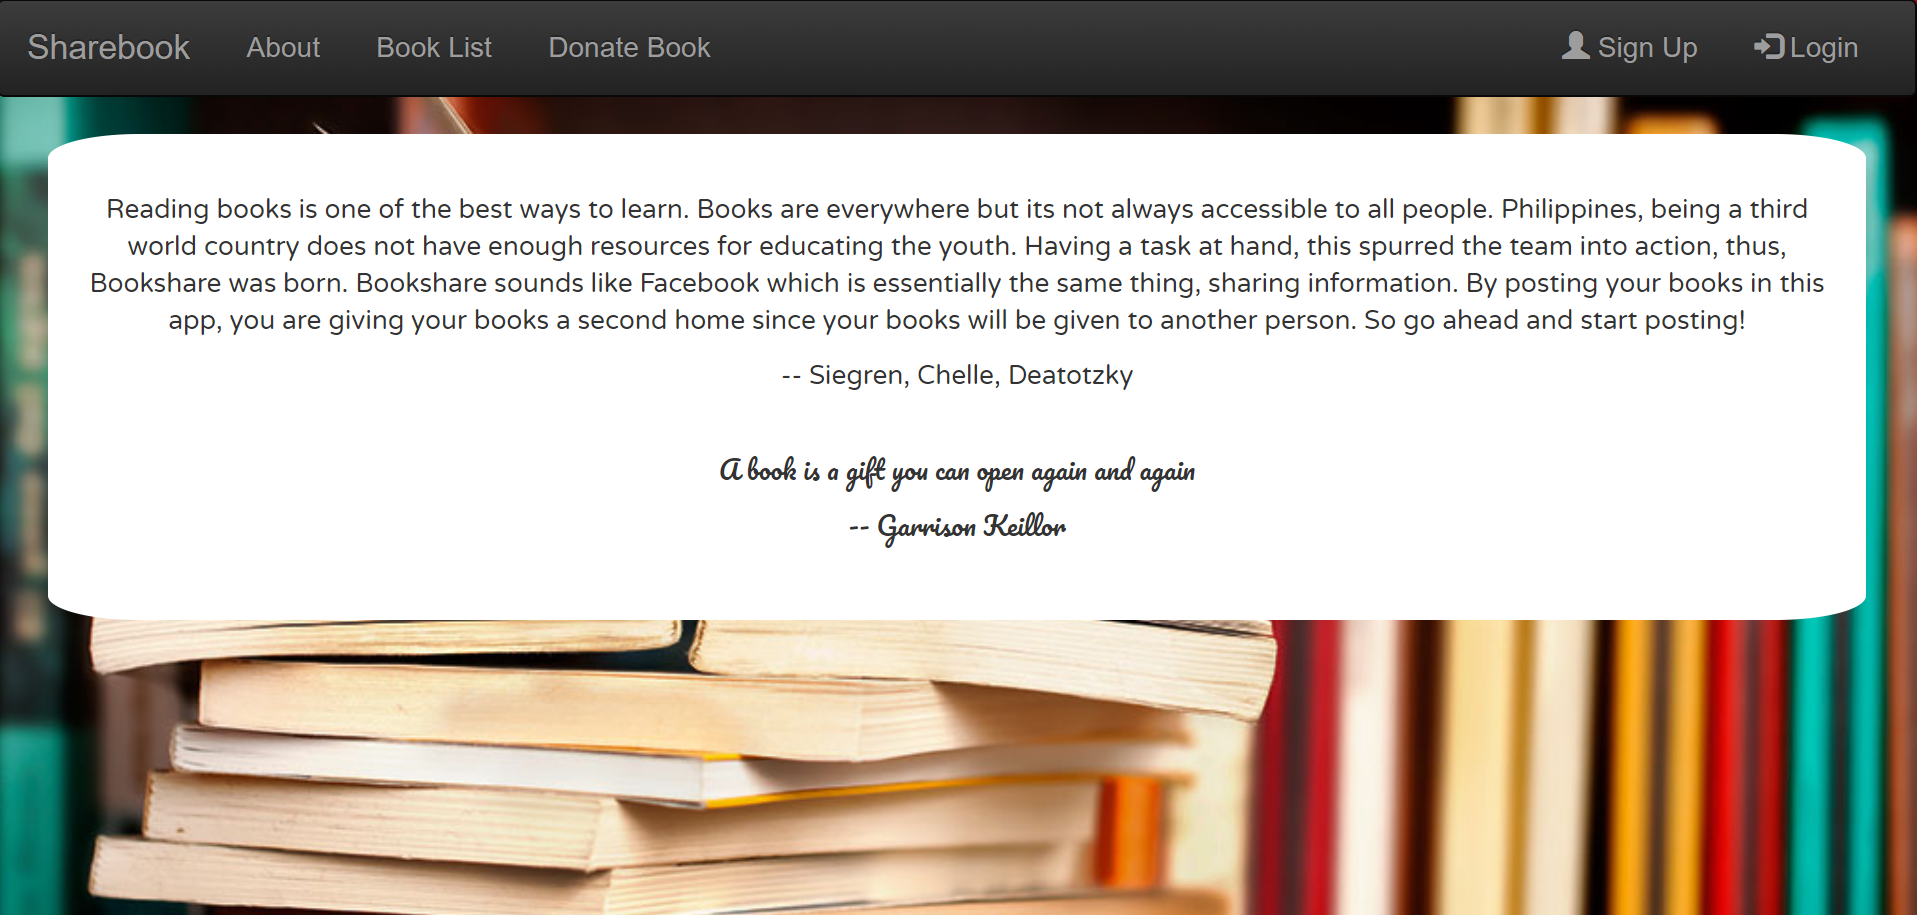 Sharebook About Book List Donate Book Sign Up Login
Reading books is one of the best ways to learn. Books are everywhere but its not always accessible to all people. Philippines, being a third
world country does not have enough resources for educating the youth. Having a task at hand, this spurred the team into action, thus,
Bookshare was born. Bookshare sounds like Facebook which is essentially the same thing, sharing information. By posting your books in this
app, you are giving your books a second home since your books will be given to another person. So go ahead and start posting!
-- Siegren, Chelle, Deatotzky
A book is a gift you can open again and again
-- Garrison Keillor